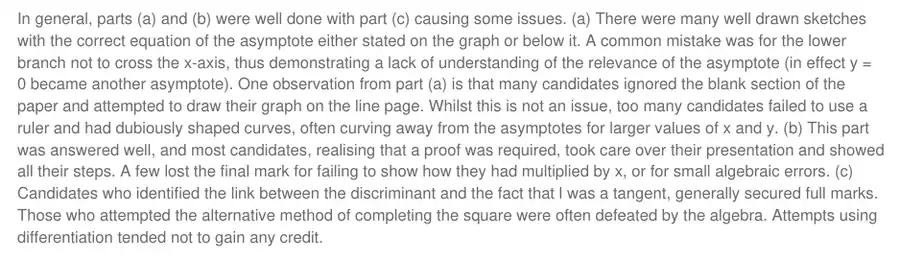 In general, parts (a) and (b) were well done with part (c) causing some issues. (a) There were many well drawn sketches
with the correct equation of the asymptote either stated on the graph or below it. A common mistake was for the lower
branch not to cross the x-axis, thus demonstrating a lack of understanding of the relevance of the asymptote (in effect y =
0 became another asymptote). One observation from part (a) is that many candidates ignored the blank section of the
paper and attempted to draw their graph on the line page. Whilst this is not an issue, too many candidates failed to use a
ruler and had dubiously shaped curves, often curving away from the asymptotes for larger values of x and y. (b) This part
was answered well, and most candidates, realising that a proof was required, took care over their presentation and showed
all their steps. A few lost the final mark for failing to show how they had multiplied by x, or for small algebraic errors. (c)
Candidates who identified the link between the discriminant and the fact that l was a tangent, generally secured full marks.
Those who attempted the alternative method of completing the square were often defeated by the algebra. Attempts using
differentiation tended not to gain any credit.